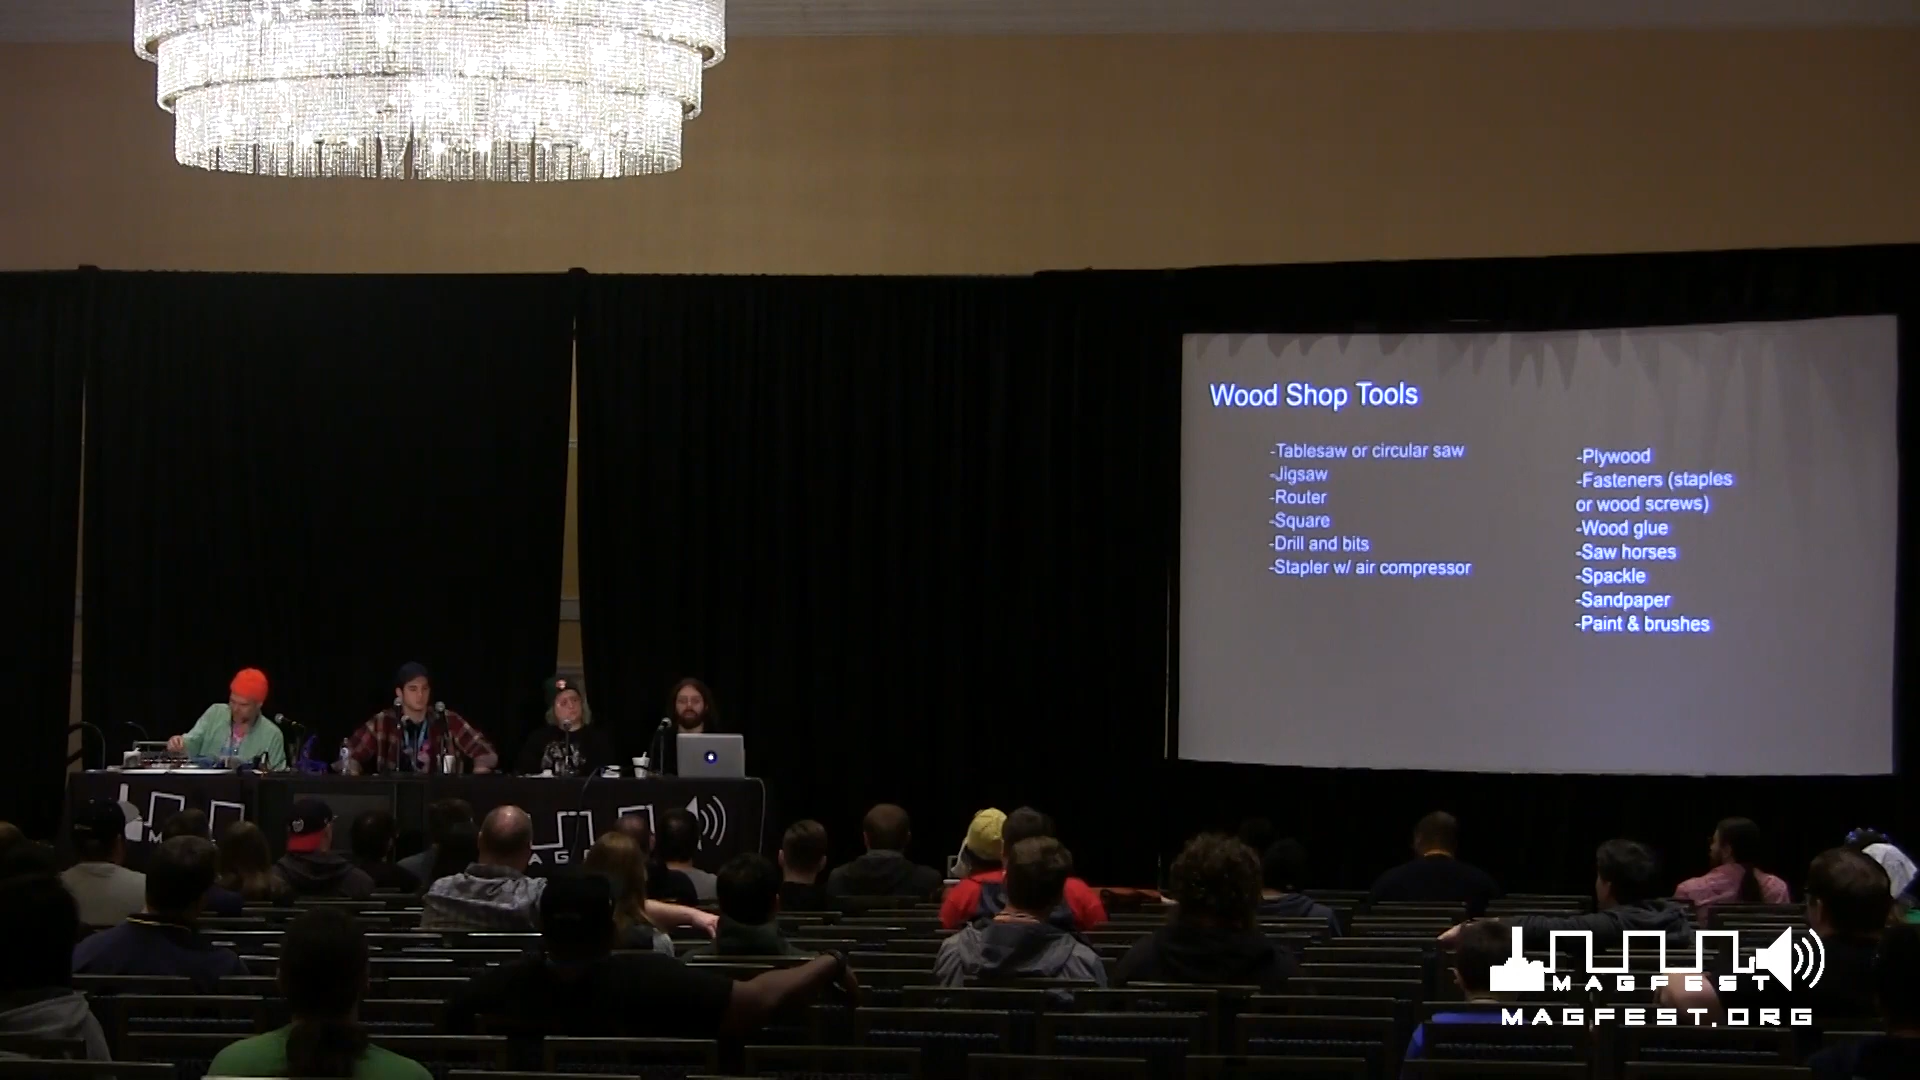 Wood Shop Tools
-Tablesaw or circular saw
-Jigsaw
-Router
-Square
-Drill and bits
-Stapler w/ air compressor
-Plywood
-Fasteners (staples
or wood screws)
-Wood glue
-Saw horses
-Spackle
-Sandpaper
-Paint & brushes
MAGFEST
MAGFEST.ORG